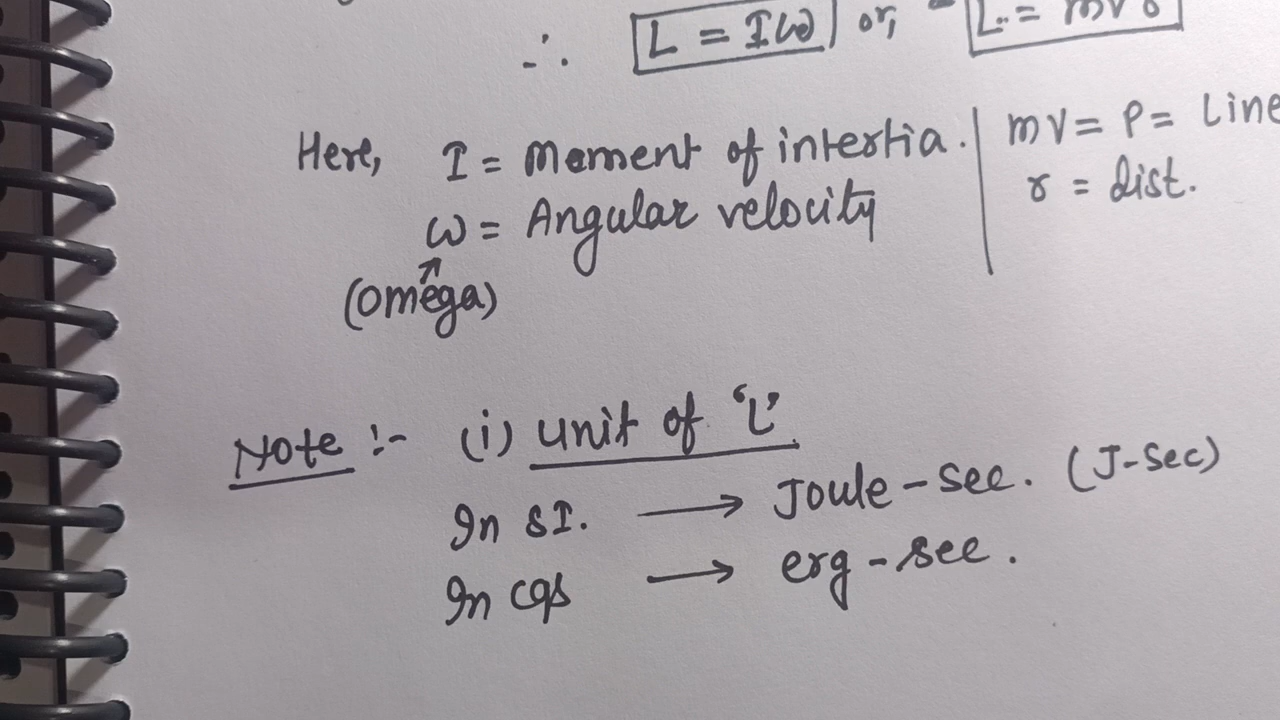 ∴ L = Iω or, L = mvr
Here, I = Moment of intertia. | mv = P = Line
ω = Angular velocity | r = dist.
(omega)
Note :- (i) unit of 'L'
In SI. → Joule-sec. (J-sec)
In cgs → erg-sec.